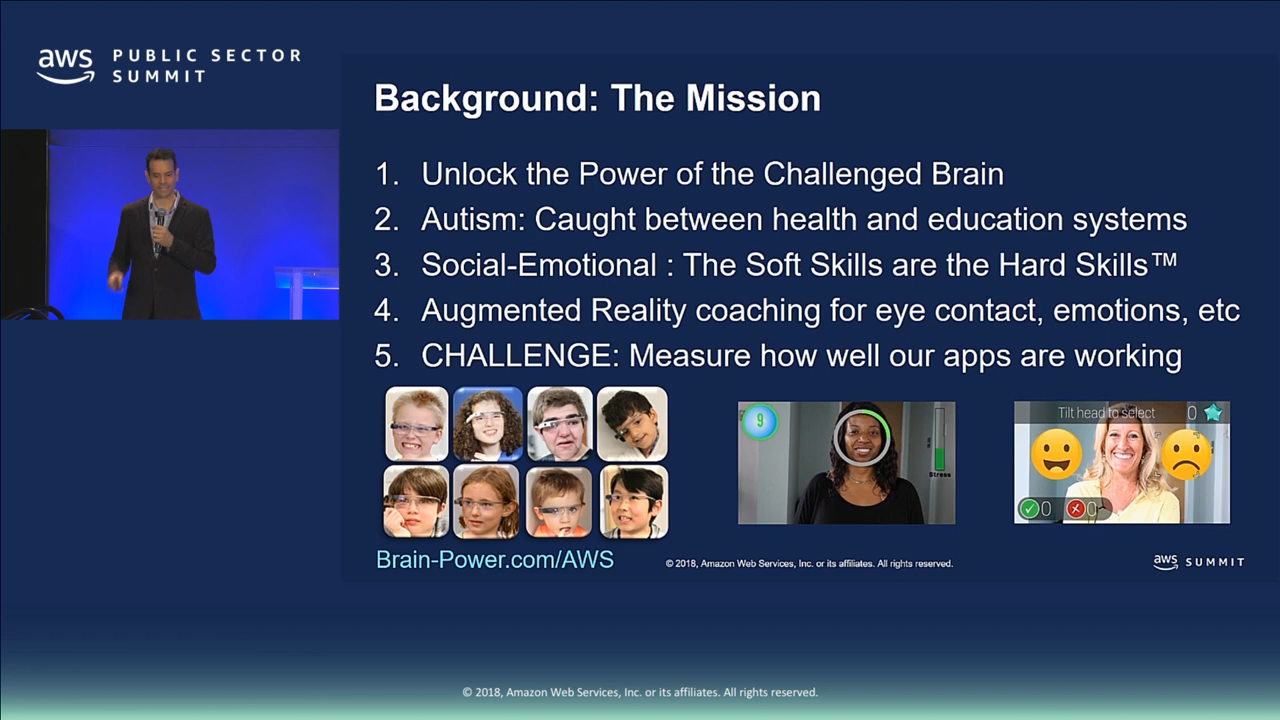 aws PUBLIC SECTOR
SUMMIT
Background: The Mission
1. Unlock the Power of the Challenged Brain
2. Autism: Caught between health and education systems
3. Social-Emotional : The Soft Skills are the Hard Skills™
4. Augmented Reality coaching for eye contact, emotions, etc
5. CHALLENGE: Measure how well our apps are working
9
Stress
Tilt head to select 0
0 0
Brain-Power.com/AWS
© 2018, Amazon Web Services, Inc. or its affiliates. All rights reserved.
aws SUMMIT
© 2018, Amazon Web Services, Inc. or its affiliates. All rights reserved.